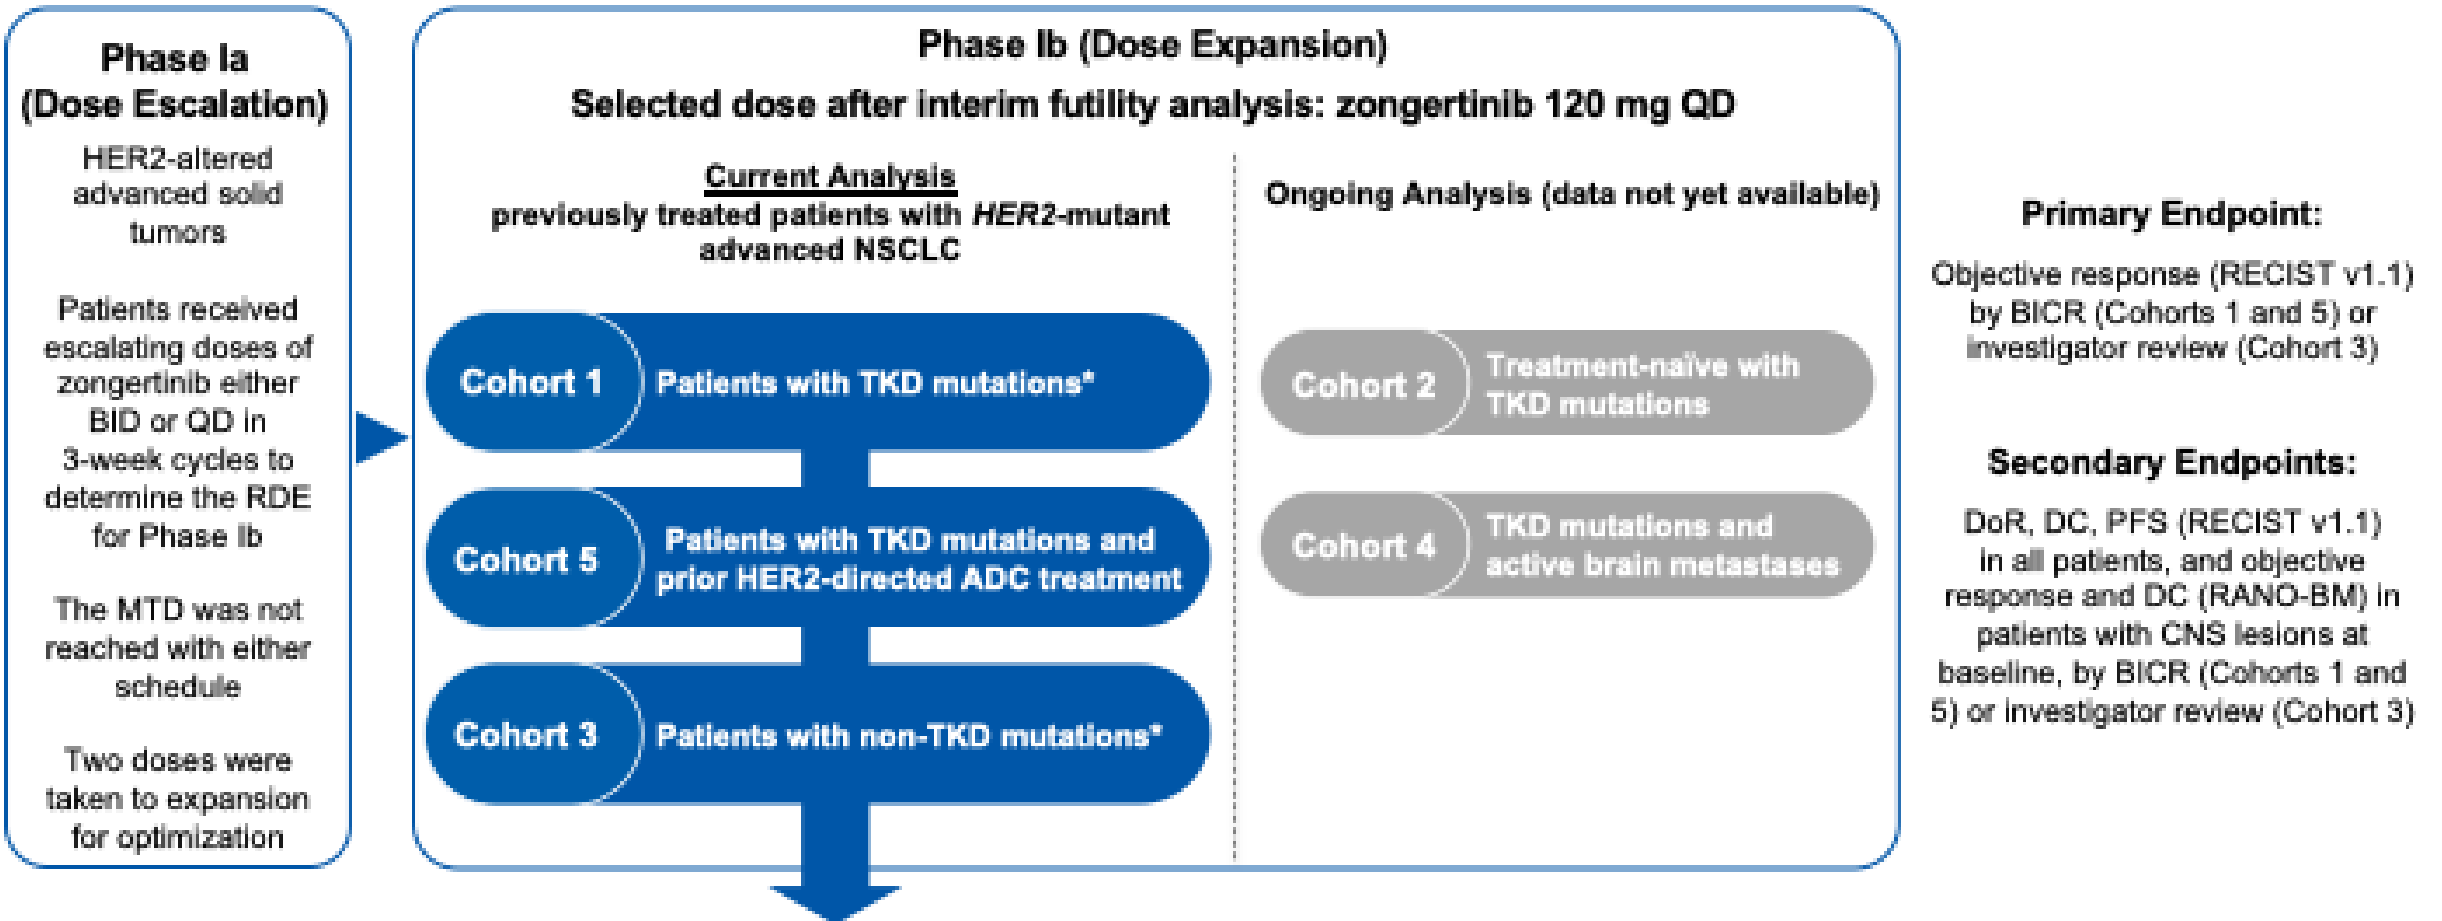 Phase Ia
(Dose Escalation)
HER2-altered
advanced solid
tumors
Patients received
escalating doses of
zongertinib either
BID or QD in
3-week cycles to
determine the RDE
for Phase Ib
The MTD was not
reached with either
schedule
Two doses were
taken to expansion
for optimization
Phase Ib (Dose Expansion)
Selected dose after interim futility analysis: zongertinib 120 mg QD
Current Analysis
previously treated patients with HER2-mutant
advanced NSCLC
Cohort 1
Patients with TKD mutations*
Cohort 5
Patients with TKD mutations and
prior HER2-directed ADC treatment
Cohort 3
Patients with non-TKD mutations*
Ongoing Analysis (data not yet available)
Cohort 2
Treatment-naïve with
TKD mutations
Cohort 4
TKD mutations and
active brain metastases
Primary Endpoint:
Objective response (RECIST v1.1)
by BICR (Cohorts 1 and 5) or
investigator review (Cohort 3)
Secondary Endpoints:
DoR, DC, PFS (RECIST v1.1)
in all patients, and objective
response and DC (RANO-BM) in
patients with CNS lesions at
baseline, by BICR (Cohorts 1 and
5) or investigator review (Cohort 3)